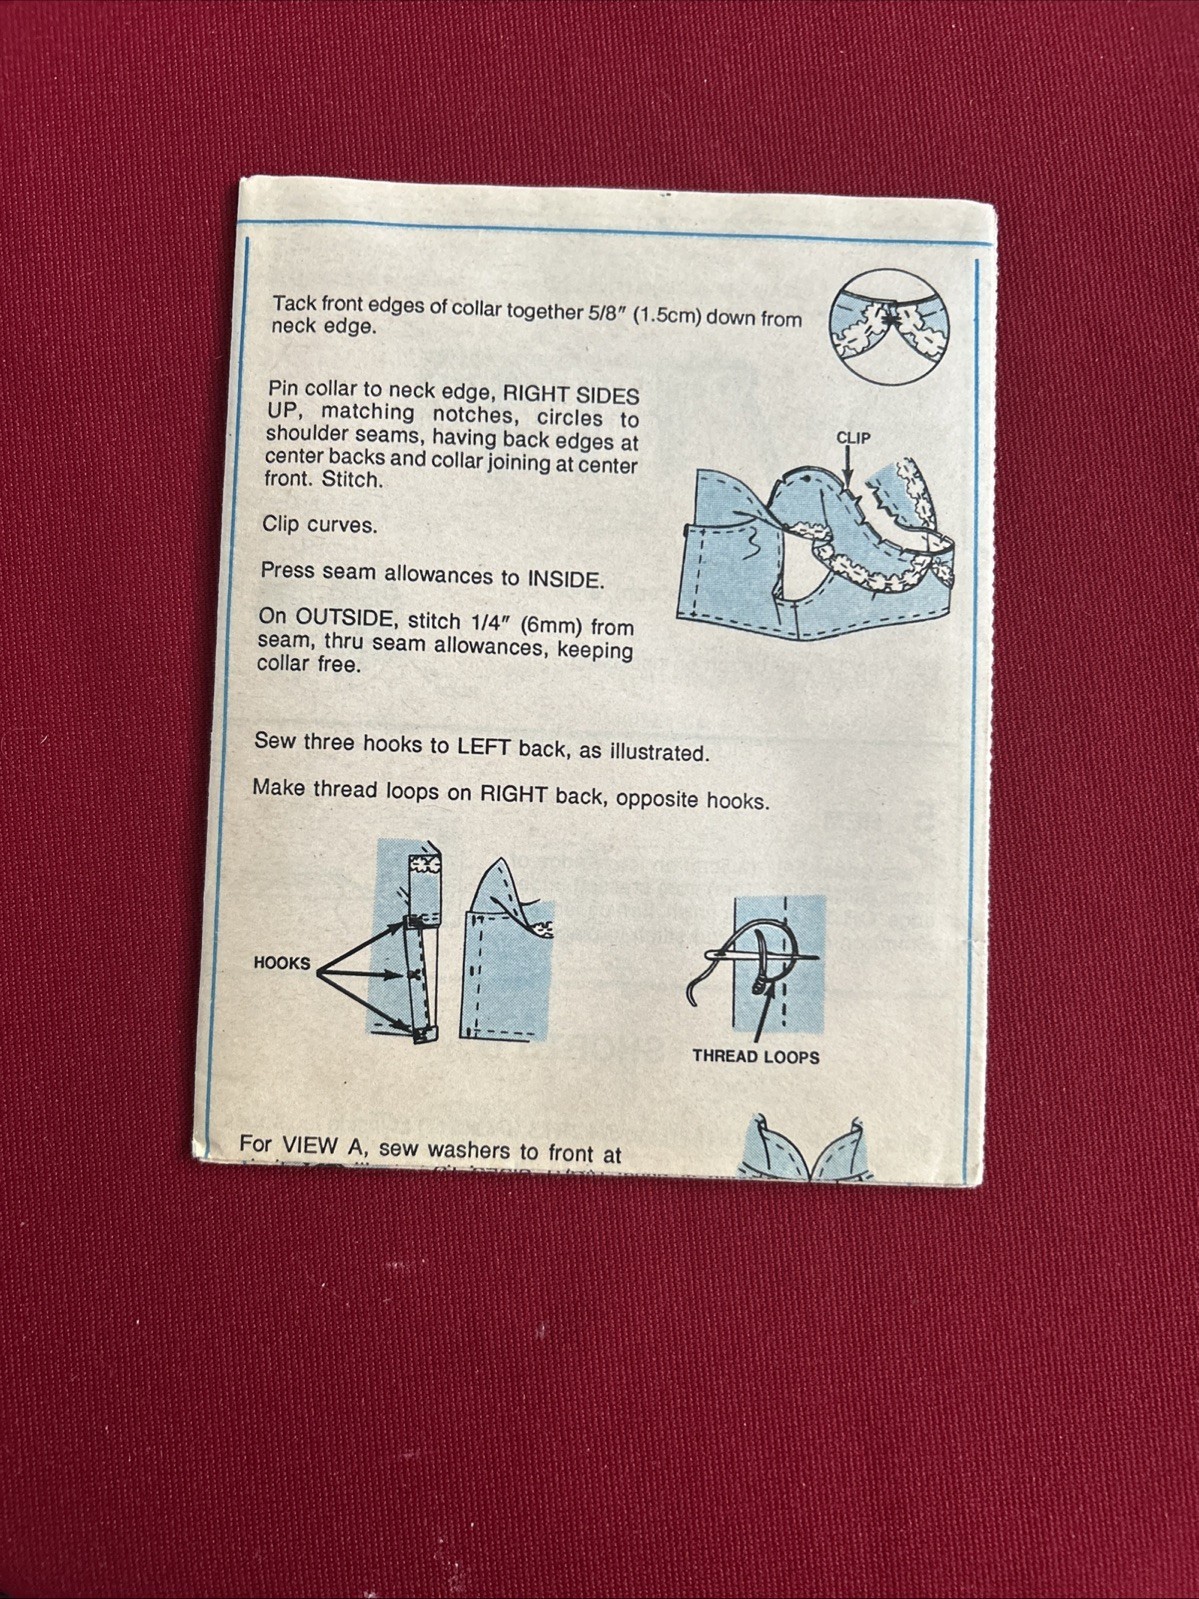 Tack front edges of collar together 5/8" (1.5cm) down from
neck edge.
Pin collar to neck edge, RIGHT SIDES
UP, matching notches, circles to
shoulder seams, having back edges at
center backs and collar joining at center
front. Stitch.
CLIP
Clip curves.
Press seam allowances to INSIDE.
On OUTSIDE, stitch 1/4" (6mm) from
seam, thru seam allowances, keeping
collar free.
Sew three hooks to LEFT back, as illustrated.
Make thread loops on RIGHT back, opposite hooks.
HOOKS
THREAD LOOPS
For VIEW A, sew washers to front at